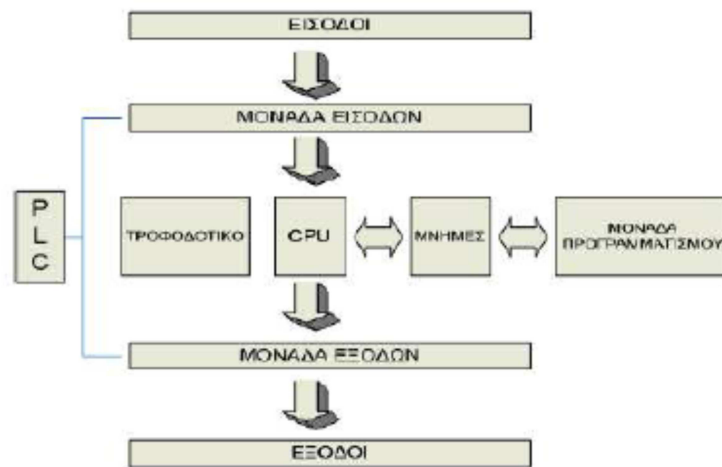 ΕΙΣΟΔΟΙ
ΜΟΝΑΔΑ ΕΙΣΟΔΩΝ
P
L
C
ΤΡΟΦΟΔΟΤΙΚΟ
CPU
ΜΝΗΜΕΣ
ΜΟΝΑΔΑ
ΠΡΟΓΡΑΜΜΑΤΙΣΜΟΥ
ΜΟΝΑΔΑ ΕΞΟΔΩΝ
ΕΞΟΔΟΙ